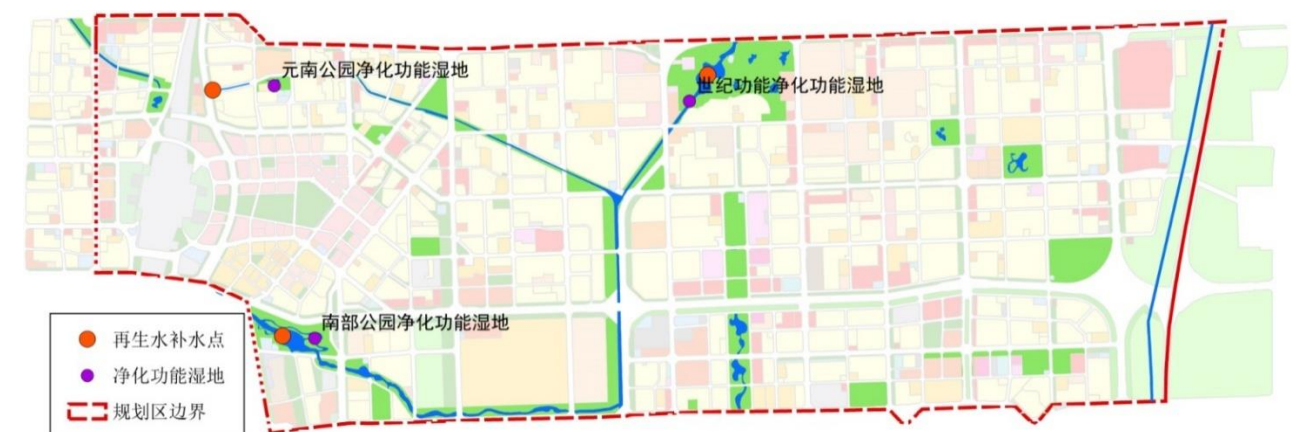 元南公园净化功能湿地
世纪功能净化功能湿地
南部公园净化功能湿地
再生水补水点
净化功能湿地
规划区边界